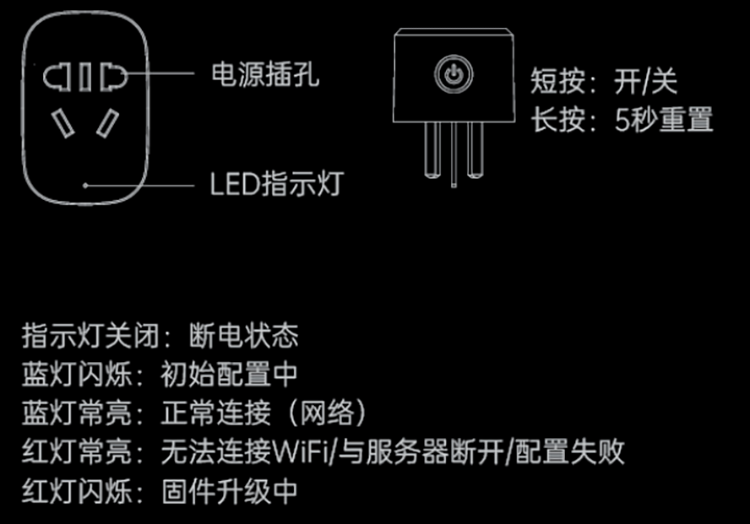 电源插孔
LED指示灯
短按：开/关
长按：5秒重置
指示灯关闭：断电状态
蓝灯闪烁：初始配置中
蓝灯常亮：正常连接（网络）
红灯常亮：无法连接WiFi/与服务器断开/配置失败
红灯闪烁：固件升级中